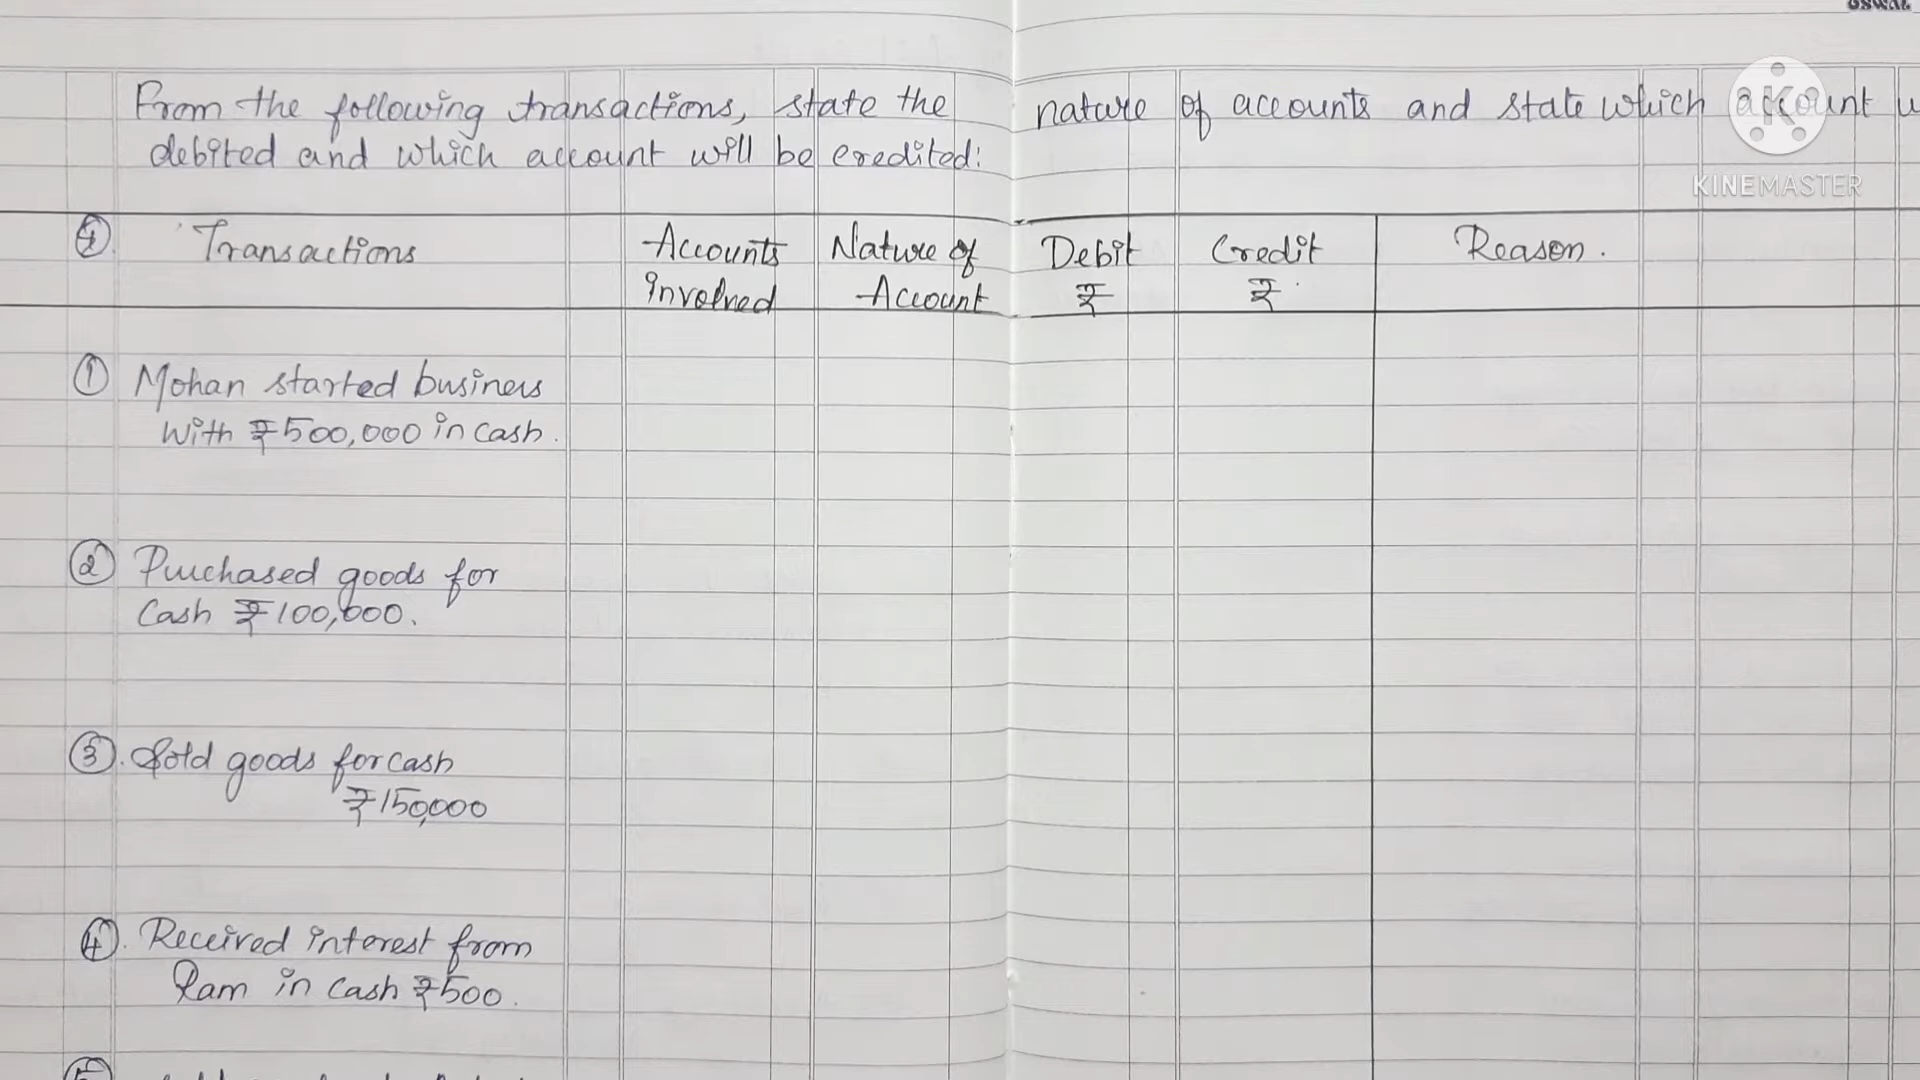 OSWAL
From the following transactions, state the nature of accounts and state which account
debited and which account will be credited:
KINEMASTER
Transactions Accounts Involved Nature of Account Debit ₹ Credit ₹ Reason.
① Mohan started business
with ₹500,000 in cash.
② Purchased goods for
Cash ₹100,000.
③. Sold goods for cash
₹150,000
④. Received interest from
Ram in cash ₹500.